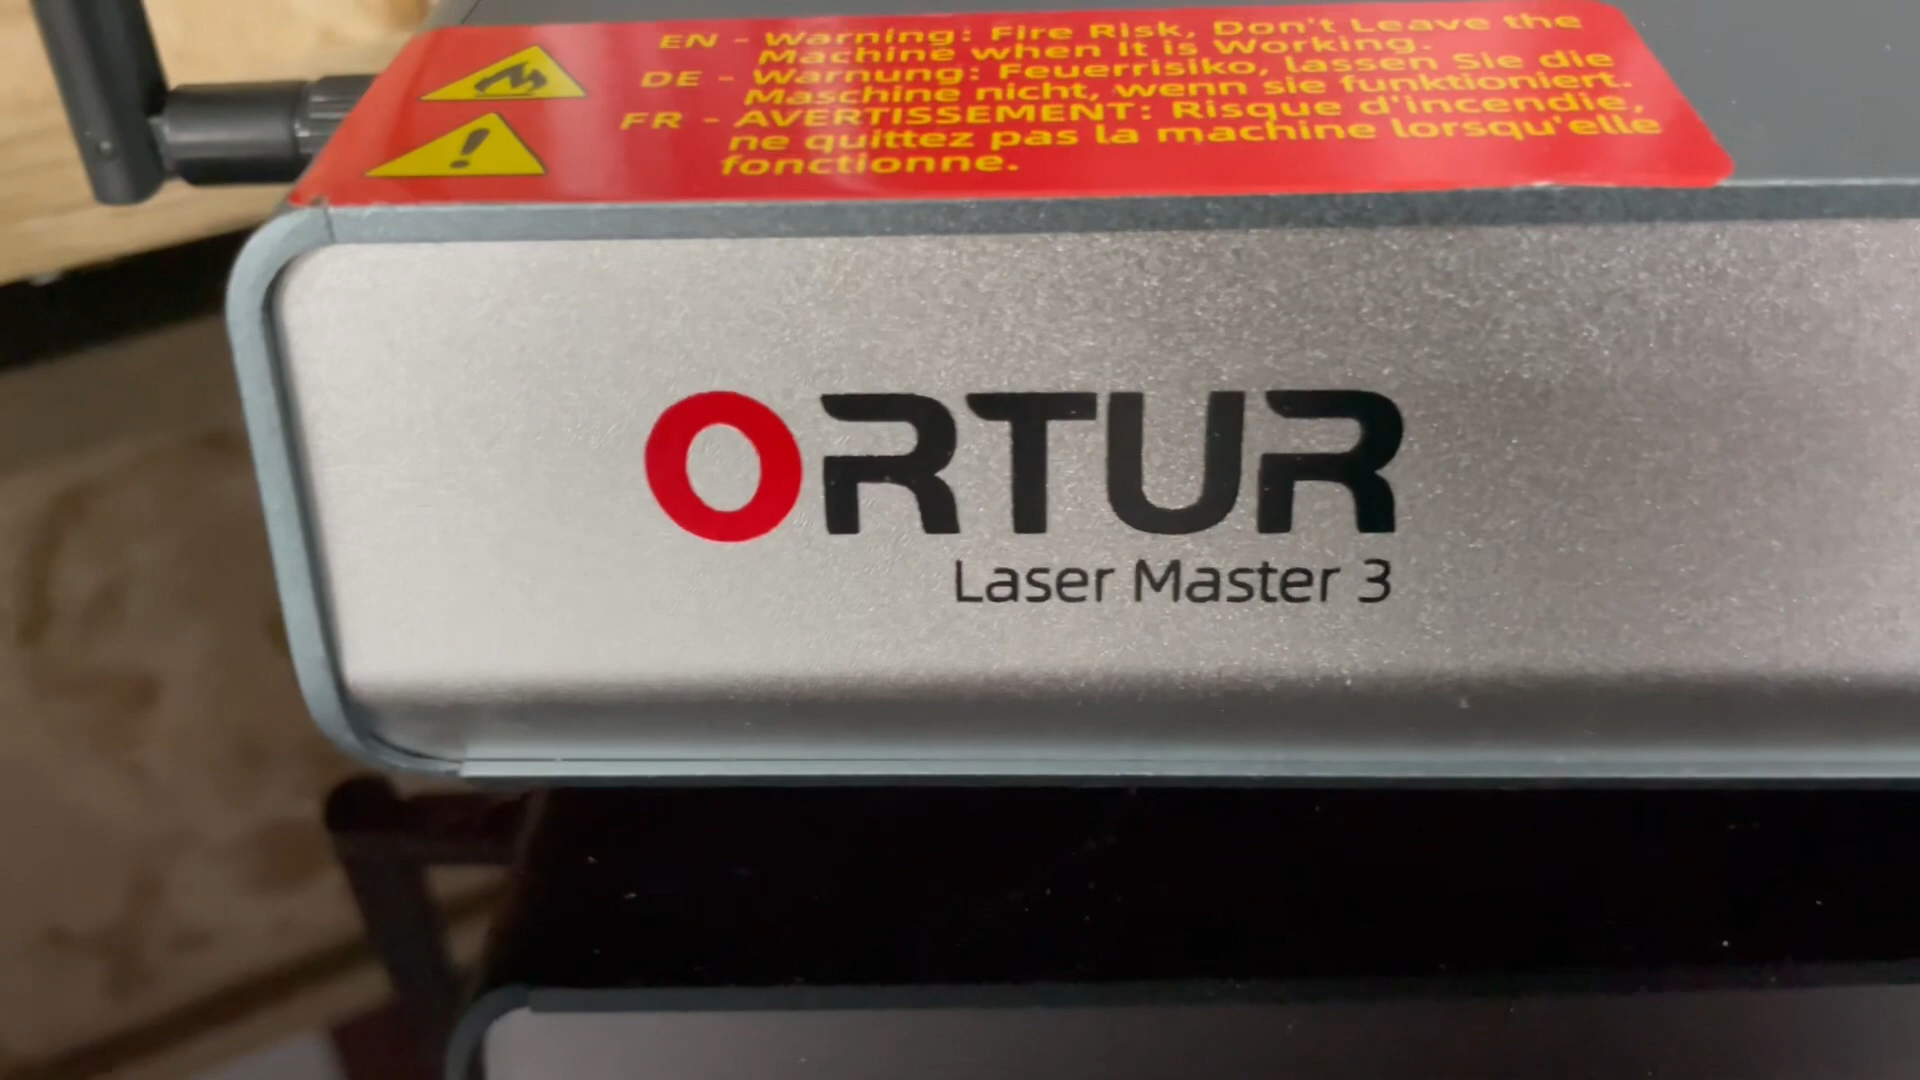 EN - Warning: Fire Risk, Don't Leave the
Machine when It is Working.
DE - Warnung: Feuerrisiko, lassen Sie die
Maschine nicht, wenn sie funktioniert.
FR - AVERTISSEMENT: Risque d'incendie,
ne quittez pas la machine lorsqu'elle
fonctionne.
ORTUR
Laser Master 3